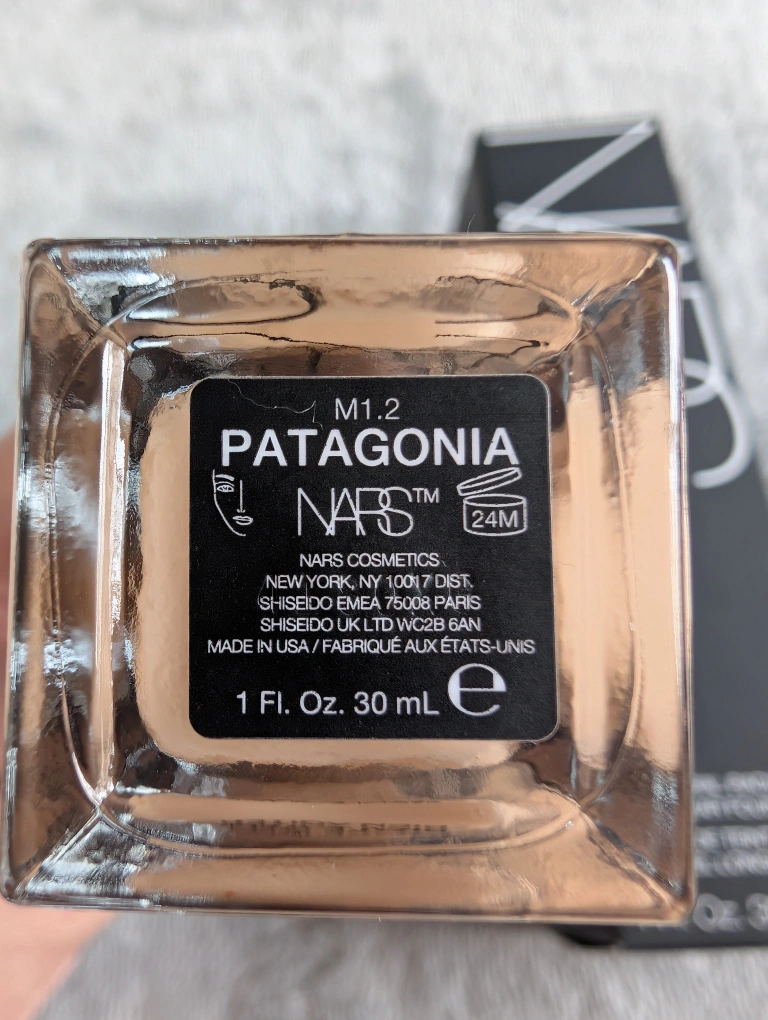 M1.2
PATAGONIA
NARS™
24M
NARS COSMETICS
NEW YORK, NY 10017 DIST.
SHISEIDO EMEA 75008 PARIS
SHISEIDO UK LTD WC2B 6AN
MADE IN USA / FABRIQUÉ AUX ÉTATS-UNIS
1 Fl. Oz. 30 mL ℮
NARS
Oz.